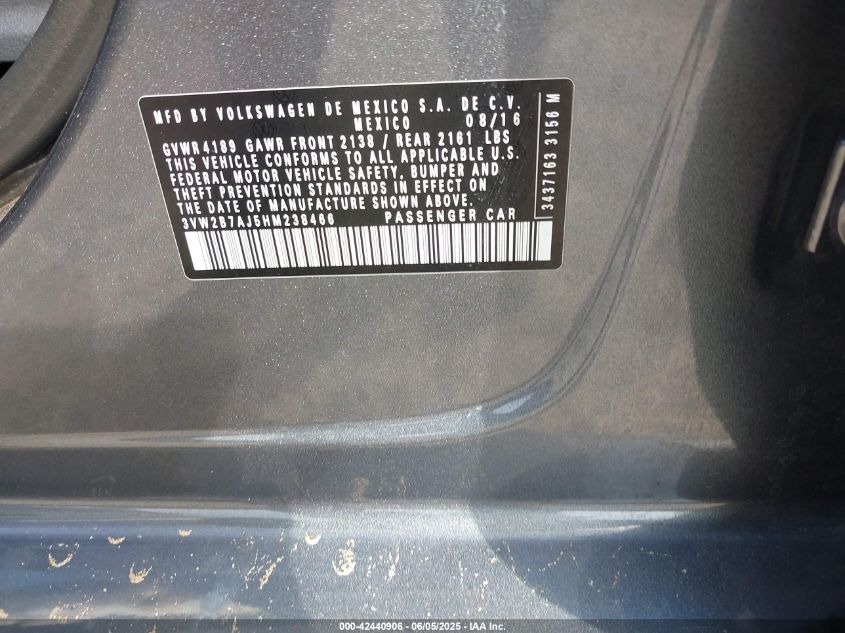 MFD BY VOLKSWAGEN DE MEXICO S.A. DE C.V.
MEXICO 08/16
GVWR 4189 GAWR FRONT 2138 / REAR 2161 LBS
THIS VEHICLE CONFORMS TO ALL APPLICABLE U.S.
FEDERAL MOTOR VEHICLE SAFETY, BUMPER AND
THEFT PREVENTION STANDARDS IN EFFECT ON
THE DATE OF MANUFACTURE SHOWN ABOVE.
3VW2B7AJ5HM238466 PASSENGER CAR
3437163 3156 M
000-42440906 - 06/05/2025 - IAA Inc.